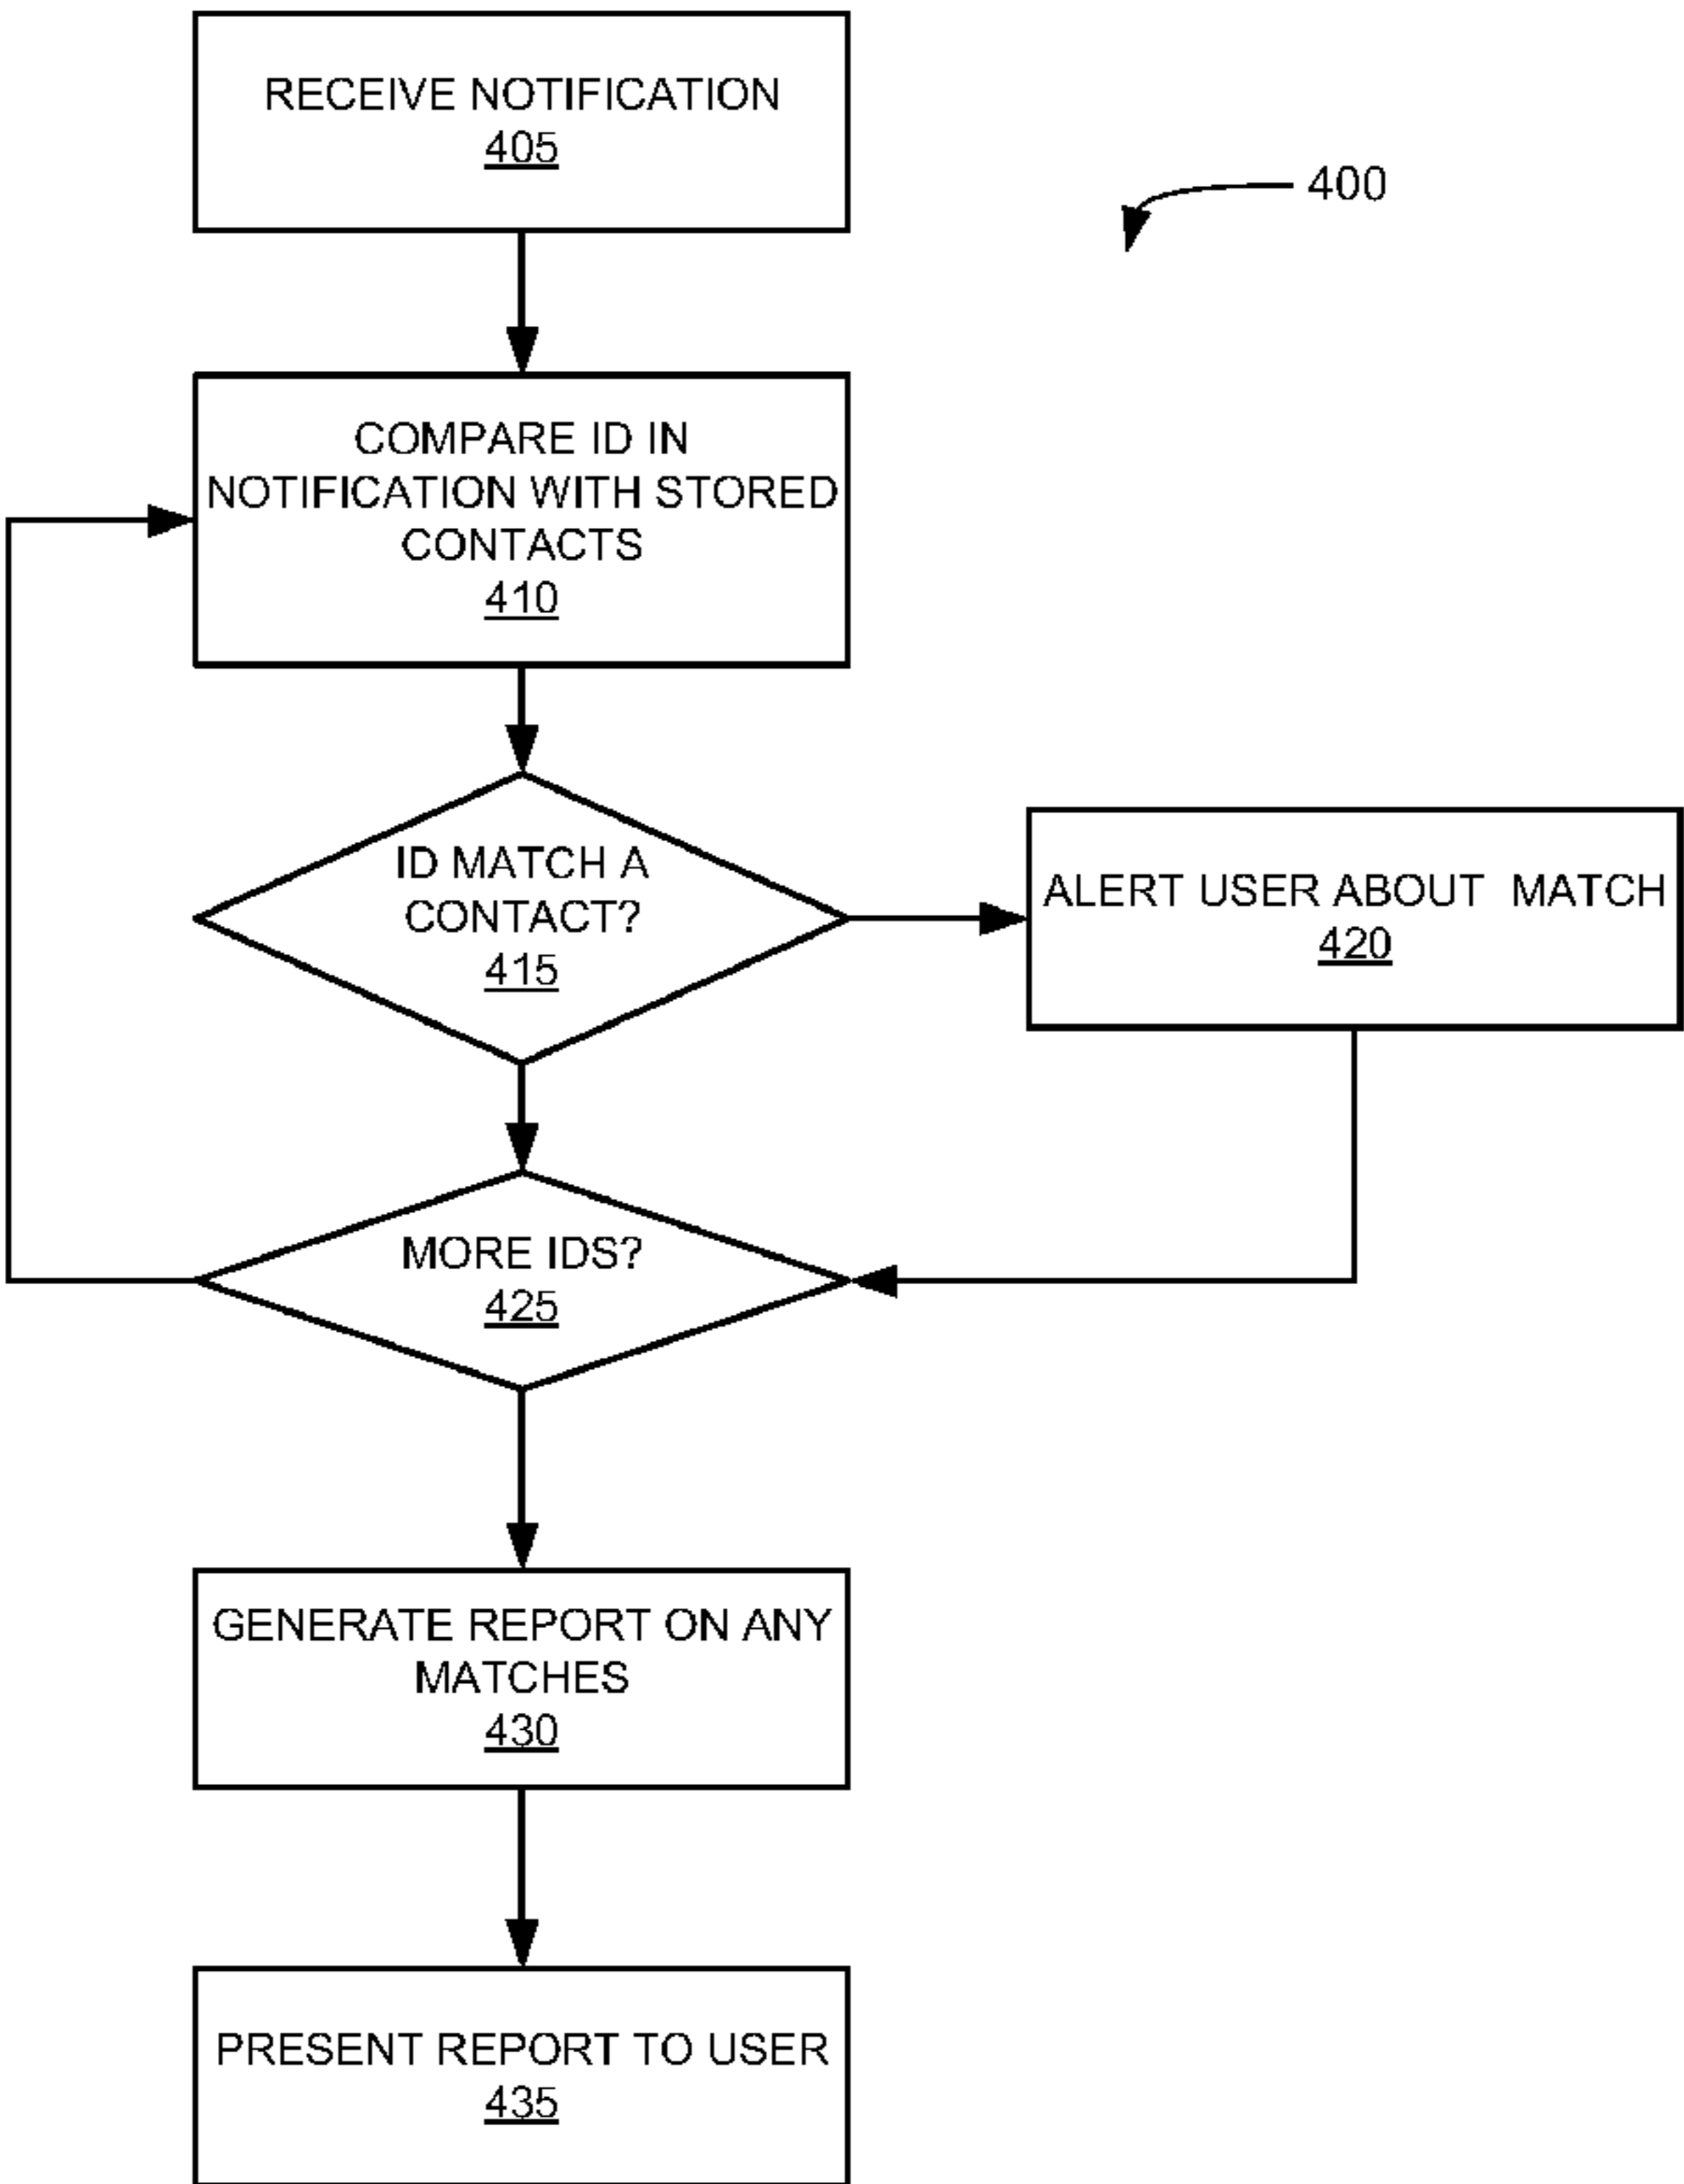 RECEIVE NOTIFICATION
405
400
COMPARE ID IN
NOTIFICATION WITH STORED
CONTACTS
410
ID MATCH A
CONTACT?
415
ALERT USER ABOUT MATCH
420
MORE IDS?
425
GENERATE REPORT ON ANY
MATCHES
430
PRESENT REPORT TO USER
435